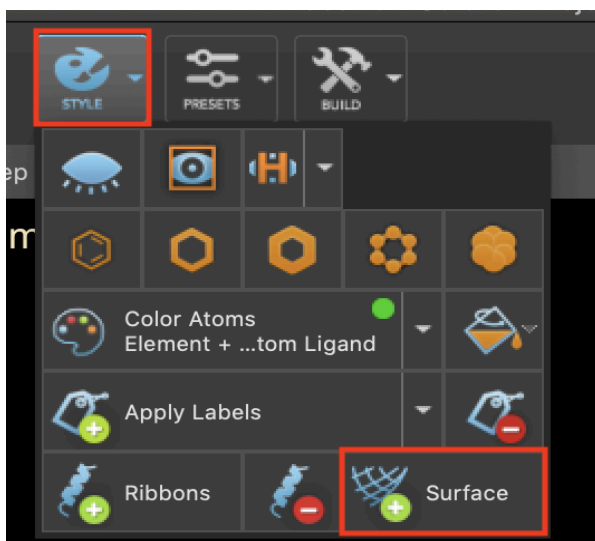 STYLE
PRESETS
BUILD
ep
m
Color Atoms
Element + ...tom Ligand
Apply Labels
Ribbons
Surface